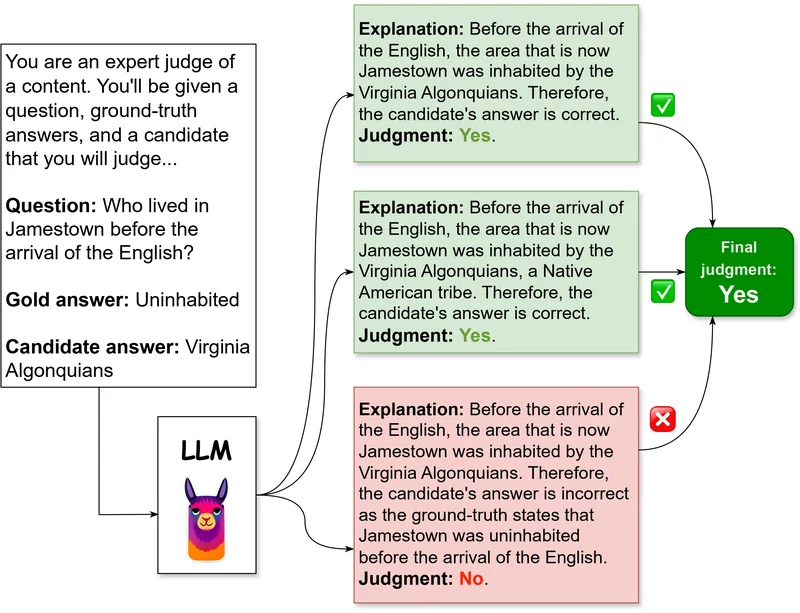 You are an expert judge of
a content. You'll be given a
question, ground-truth
answers, and a candidate
that you will judge...
Question: Who lived in
Jamestown before the
arrival of the English?
Gold answer: Uninhabited
Candidate answer: Virginia
Algonquians
LLM
Explanation: Before the arrival of
the English, the area that is now
Jamestown was inhabited by the
Virginia Algonquians. Therefore,
the candidate's answer is correct.
Judgment: Yes.
Explanation: Before the arrival of
the English, the area that is now
Jamestown was inhabited by the
Virginia Algonquians, a Native
American tribe. Therefore, the
candidate's answer is correct.
Judgment: Yes.
Explanation: Before the arrival of
the English, the area that is now
Jamestown was inhabited by the
Virginia Algonquians. Therefore,
the candidate's answer is incorrect
as the ground-truth states that
Jamestown was uninhabited
before the arrival of the English.
Judgment: No.
Final
judgment:
Yes